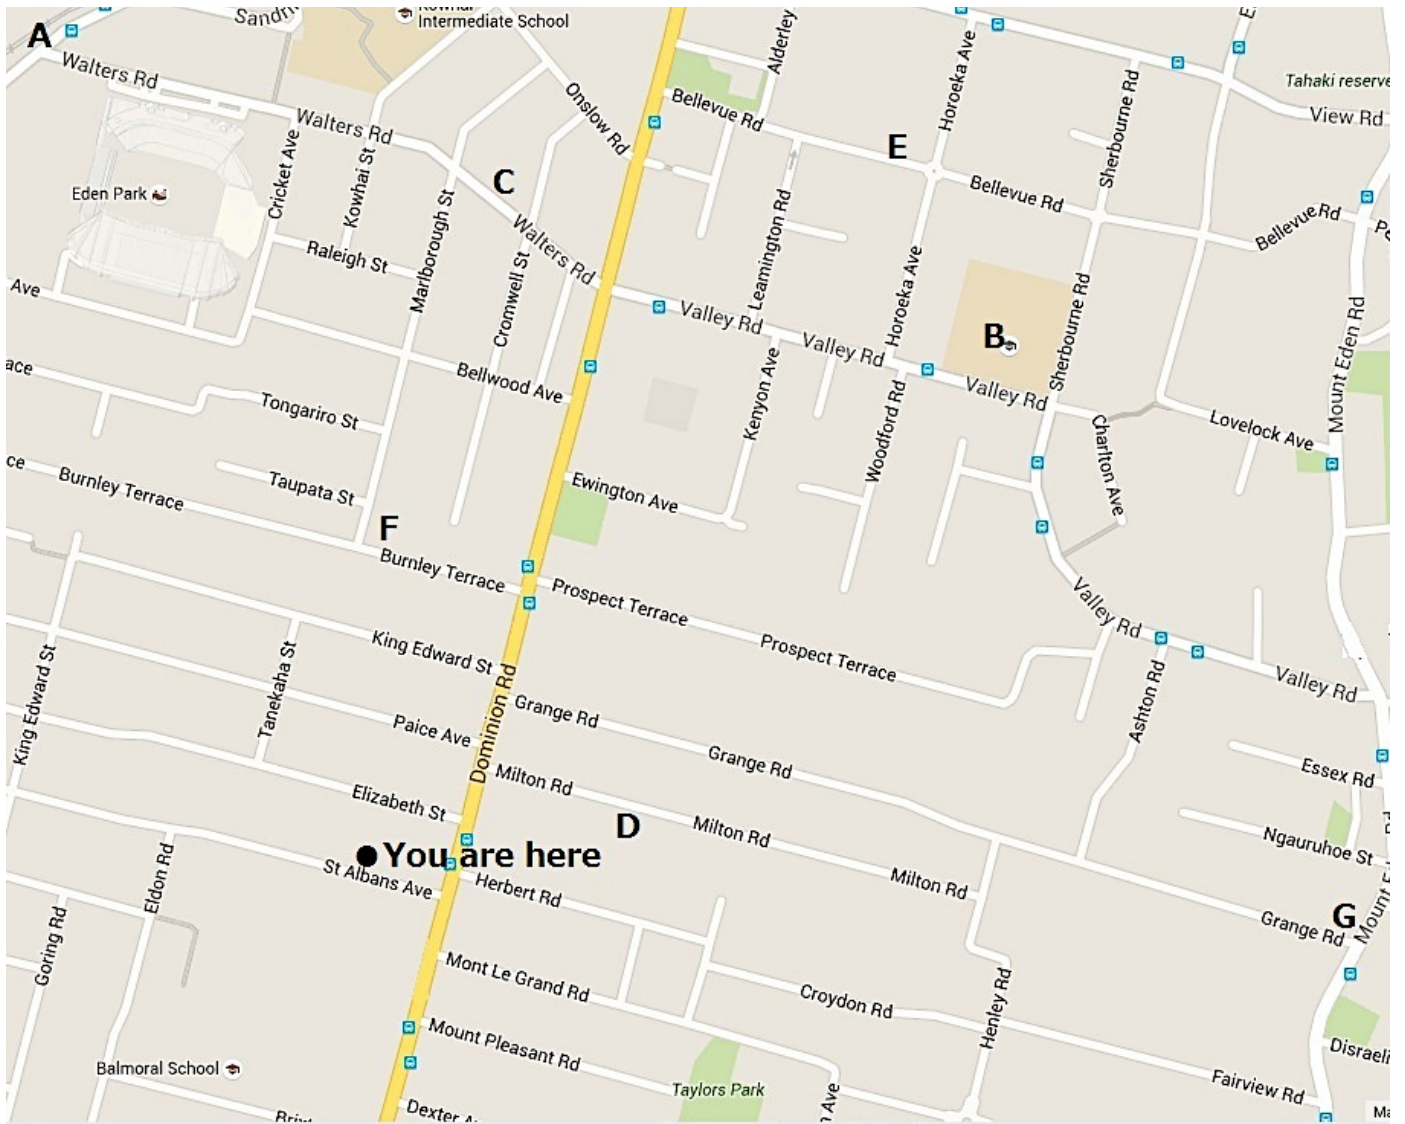 A
Walters Rd
Intermediate School
Alderley
Onslow Rd
Bellevue Rd
Horoeka Ave
Sherbourne Rd
Tahaki reserve
View Rd
Walters Rd
E
Cricket Ave
Kowhai St
C
Eden Park
Marlborough St
Bellevue Rd
Bellevue Rd
Raleigh St
Walters Rd
Cromwell St
Leamington Rd
Horoeka Ave
Sherbourne Rd
Ave
Valley Rd
Valley Rd
B
Mount Eden Rd
Valley Rd
Bellwood Ave
Kenyon Ave
Woodford Rd
ace
Tongariro St
Charlton Ave
Lovelock Ave
ce
Burnley Terrace
Taupata St
Ewington Ave
F
Burnley Terrace
Prospect Terrace
Valley Rd
Prospect Terrace
King Edward St
King Edward St
Tanekaha St
Dominion Rd
Ashton Rd
Valley Rd
Paice Ave
Grange Rd
Grange Rd
Essex Rd
Milton Rd
Elizabeth St
D
Milton Rd
Ngauruhoe St
You are here
St Albans Ave
Herbert Rd
Milton Rd
Eldon Rd
G
Grange Rd
Mount
Goring Rd
Mont Le Grand Rd
Croydon Rd
Henley Rd
Mount Pleasant Rd
Disraeli
Balmoral School
Taylors Park
Fairview Rd
Ave
Dexter
Ma